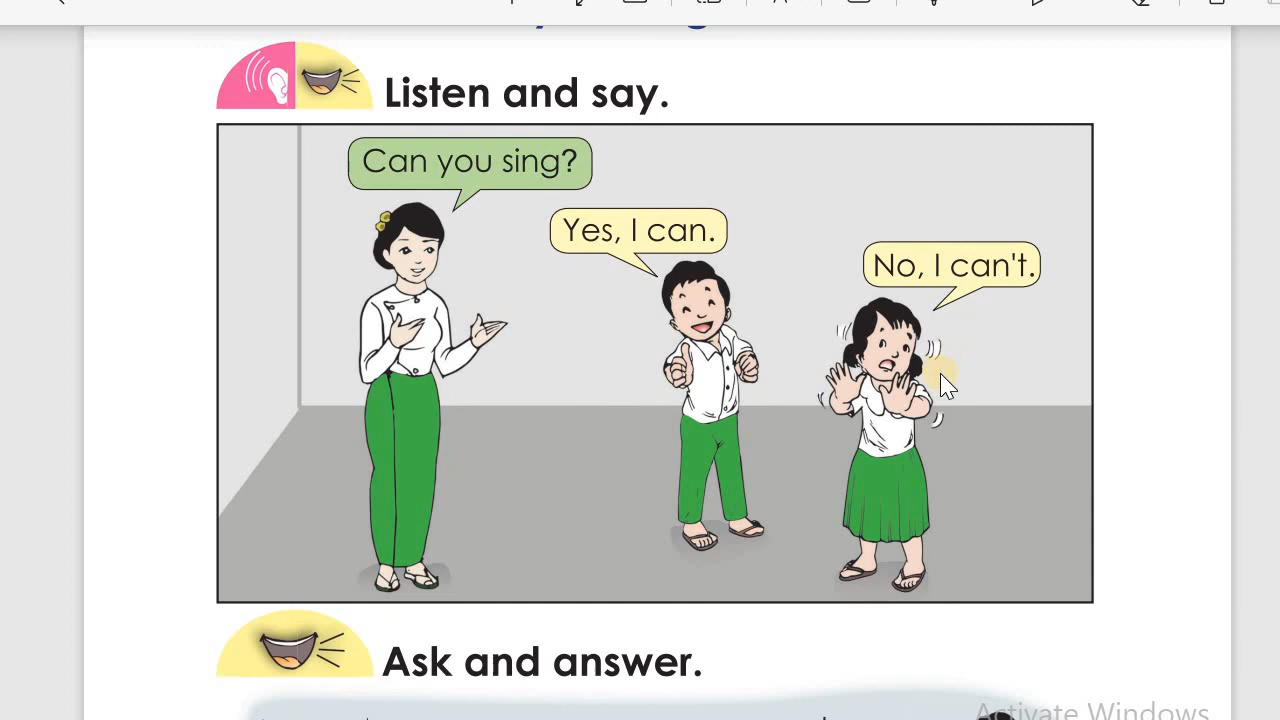 Listen and say.
Can you sing?
Yes, I can.
No, I can't.
Ask and answer.
Activate Windows